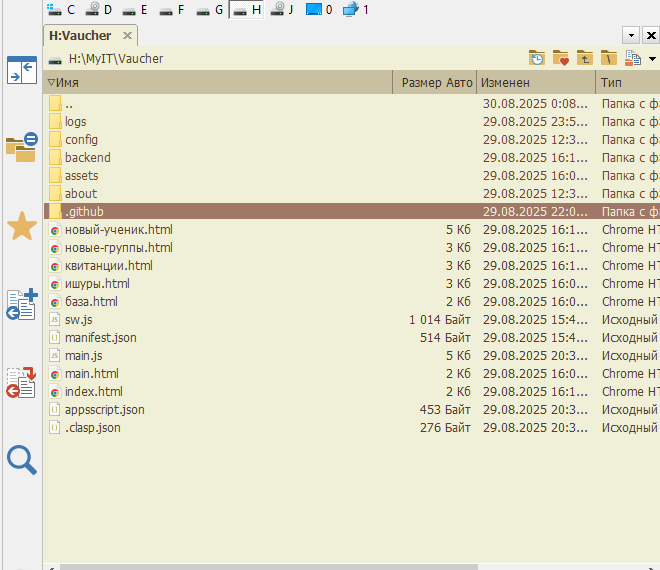 C D E F G H J 0 1
H:Vaucher
H:\MyIT\Vaucher
Имя Размер Авто Изменен Тип
.. 30.08.2025 0:08... Папка с фа
logs 29.08.2025 23:5... Папка с фа
config 29.08.2025 12:3... Папка с фа
backend 29.08.2025 16:1... Папка с фа
assets 29.08.2025 16:0... Папка с фа
about 29.08.2025 12:3... Папка с фа
.github 29.08.2025 22:0... Папка с фа
новый-ученик.html 5 Кб 29.08.2025 16:1... Chrome HT
новые-группы.html 3 Кб 29.08.2025 16:1... Chrome HT
квитанции.html 3 Кб 29.08.2025 16:1... Chrome HT
ишуры.html 3 Кб 29.08.2025 16:0... Chrome HT
база.html 2 Кб 29.08.2025 16:0... Chrome HT
sw.js 1 014 Байт 29.08.2025 15:4... Исходный
manifest.json 514 Байт 29.08.2025 15:4... Исходный
main.js 5 Кб 29.08.2025 20:3... Исходный
main.html 2 Кб 29.08.2025 16:0... Chrome HT
index.html 2 Кб 29.08.2025 16:1... Chrome HT
appsscript.json 453 Байт 29.08.2025 20:3... Исходный
.clasp.json 276 Байт 29.08.2025 20:3... Исходный